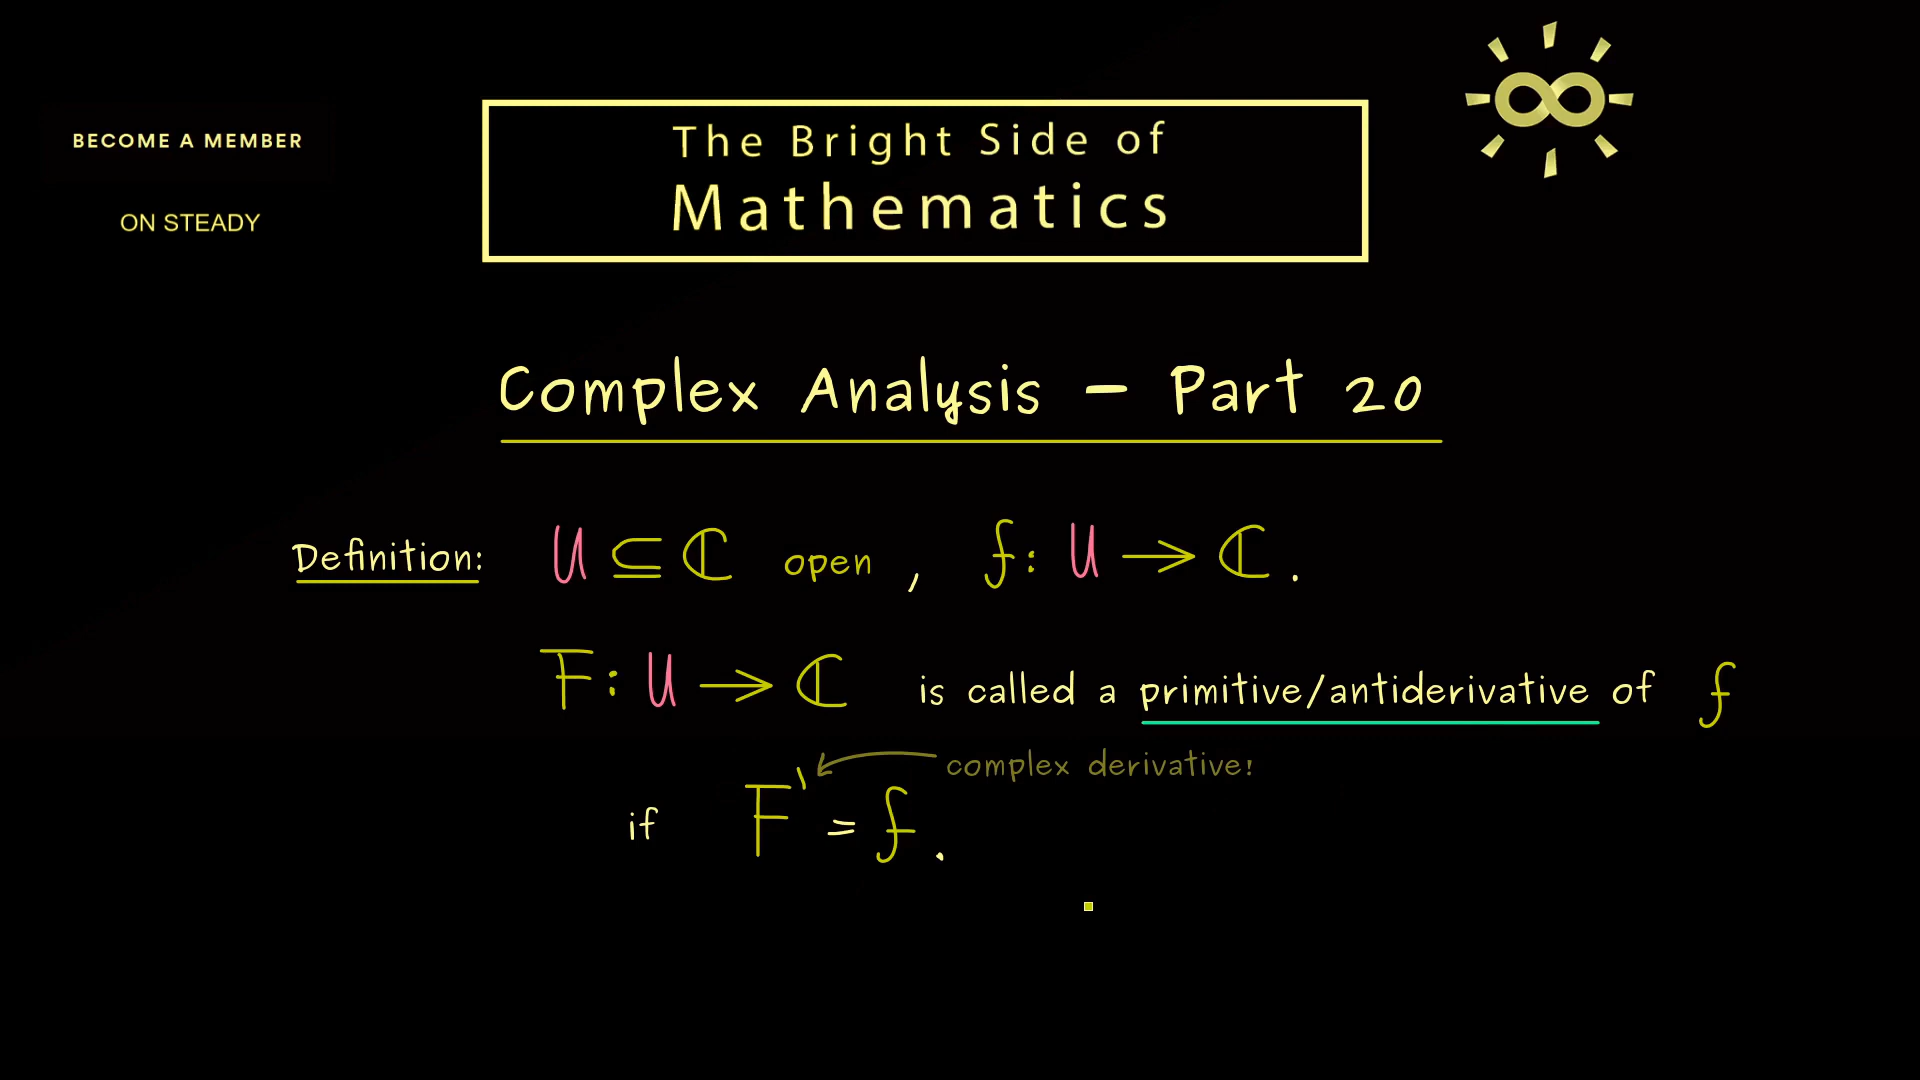 BECOME A MEMBER
ON STEADY
The Bright Side of
Mathematics
Complex Analysis – Part 20
Definition: U ⊆ ℂ open , f: U → ℂ .
F: U → ℂ is called a primitive/antiderivative of f
complex derivative!
if F' = f .